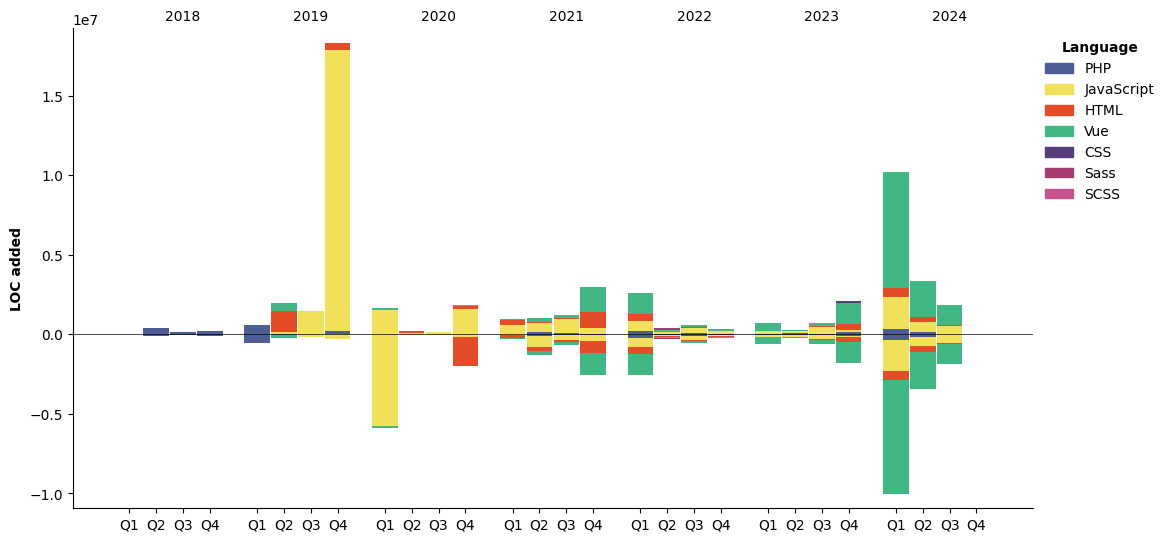 1e7
2018 2019 2020 2021 2022 2023 2024
Language
PHP
JavaScript
HTML
Vue
CSS
Sass
SCSS
LOC added
1.5
1.0
0.5
0.0
−0.5
−1.0
Q1 Q2 Q3 Q4 Q1 Q2 Q3 Q4 Q1 Q2 Q3 Q4 Q1 Q2 Q3 Q4 Q1 Q2 Q3 Q4 Q1 Q2 Q3 Q4 Q1 Q2 Q3 Q4